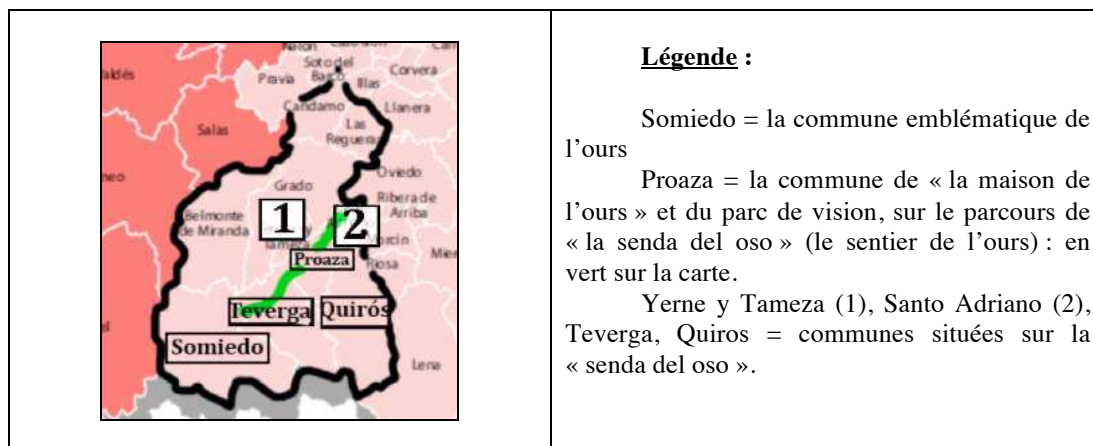 Nalón
Soto del
Barco
Corvera
Pravia
Illas
Candamo
Llanera
Las
Regueras
Salas
Oviedo
Grado
Ribera de
Arriba
Belmonte
de Miranda
1
2
Proaza
Riosa
Teverga
Quirós
Somiedo
Lena
Légende :
Somiedo = la commune emblématique de
l’ours
Proaza = la commune de « la maison de
l’ours » et du parc de vision, sur le parcours de
« la senda del oso » (le sentier de l’ours) : en
vert sur la carte.
Yerne y Tameza (1), Santo Adriano (2),
Teverga, Quiros = communes situées sur la
« senda del oso ».